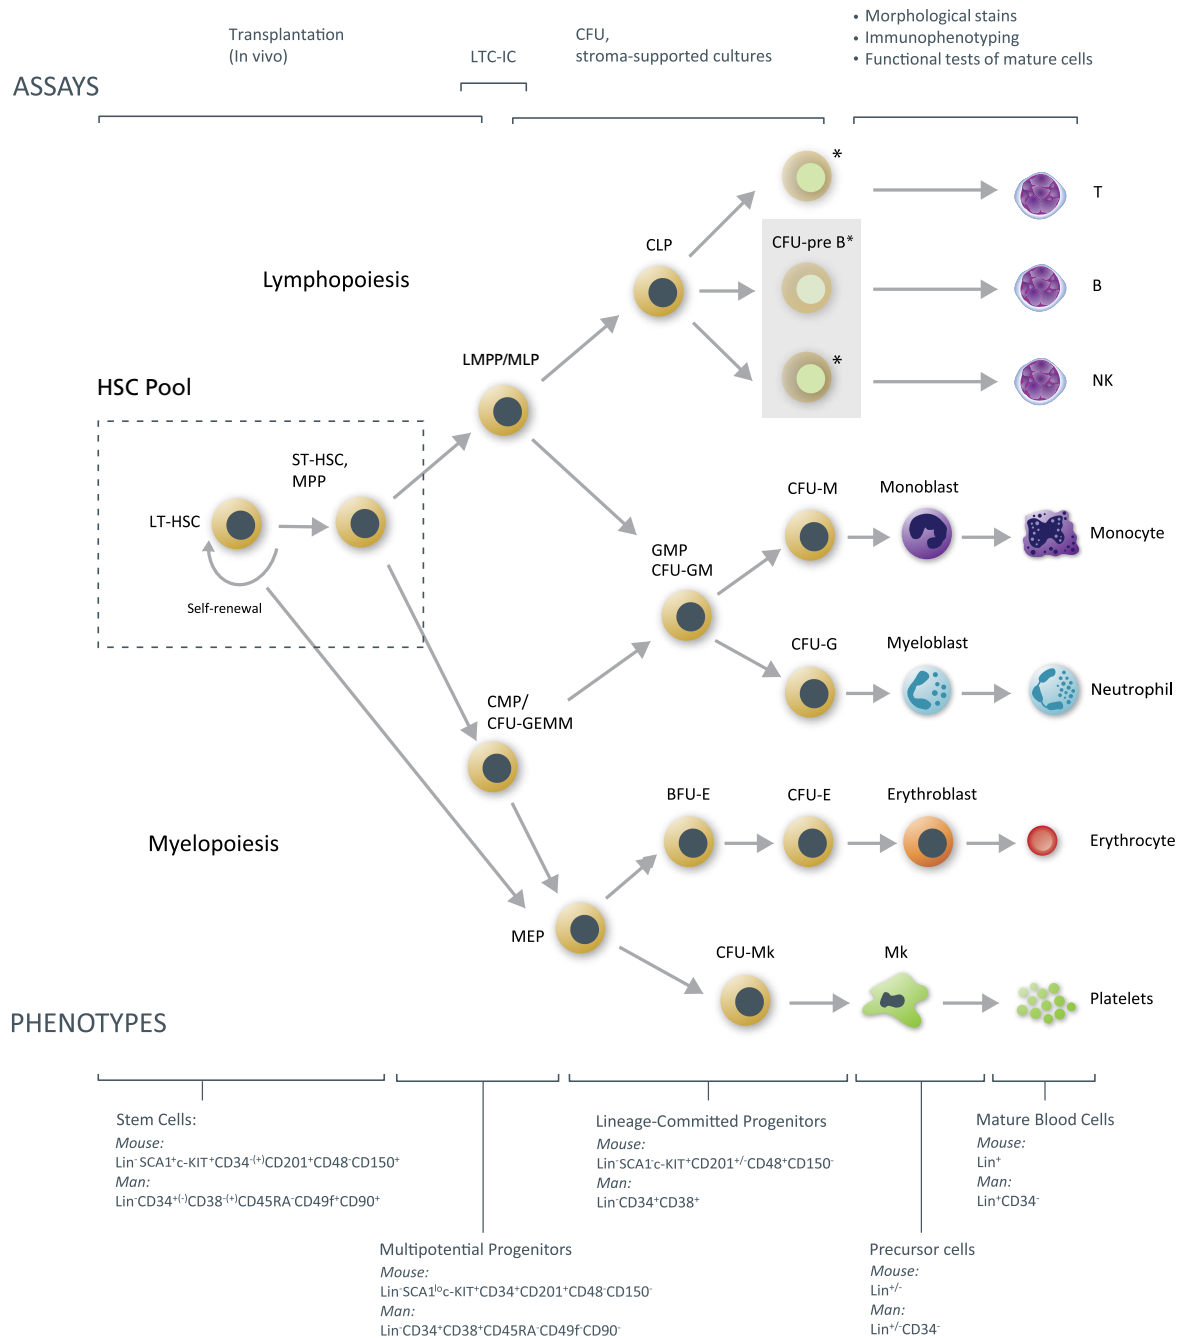 Transplantation
(In vivo)
LTC-IC
CFU,
stroma-supported cultures
• Morphological stains
• Immunophenotyping
• Functional tests of mature cells
ASSAYS
*
T
CLP
CFU-pre B*
Lymphopoiesis
B
LMPP/MLP
*
NK
HSC Pool
ST-HSC,
MPP
LT-HSC
Self-renewal
CFU-M
Monoblast
Monocyte
GMP
CFU-GM
CFU-G
Myeloblast
Neutrophil
CMP/
CFU-GEMM
BFU-E
CFU-E
Erythroblast
Erythrocyte
Myelopoiesis
MEP
CFU-Mk
Mk
Platelets
PHENOTYPES
Stem Cells:
Mouse:
Lin⁻SCA1⁺c-KIT⁺CD34⁻⁽⁺⁾CD201⁺CD48⁻CD150⁺
Man:
Lin⁻CD34⁺⁽⁻⁾CD38⁻⁽⁺⁾CD45RA⁻CD49f⁺CD90⁺
Multipotential Progenitors
Mouse:
Lin⁻SCA1ˡᵒc-KIT⁺CD34⁺CD201⁺CD48⁻CD150⁻
Man:
Lin⁻CD34⁺CD38⁺CD45RA⁻CD49f⁻CD90⁻
Lineage-Committed Progenitors
Mouse:
Lin⁻SCA1⁻c-KIT⁺CD201⁺/⁻CD48⁺CD150⁻
Man:
Lin⁻CD34⁺CD38⁺
Precursor cells
Mouse:
Lin⁺/⁻
Man:
Lin⁺/⁻CD34⁻
Mature Blood Cells
Mouse:
Lin⁺
Man:
Lin⁺CD34⁻